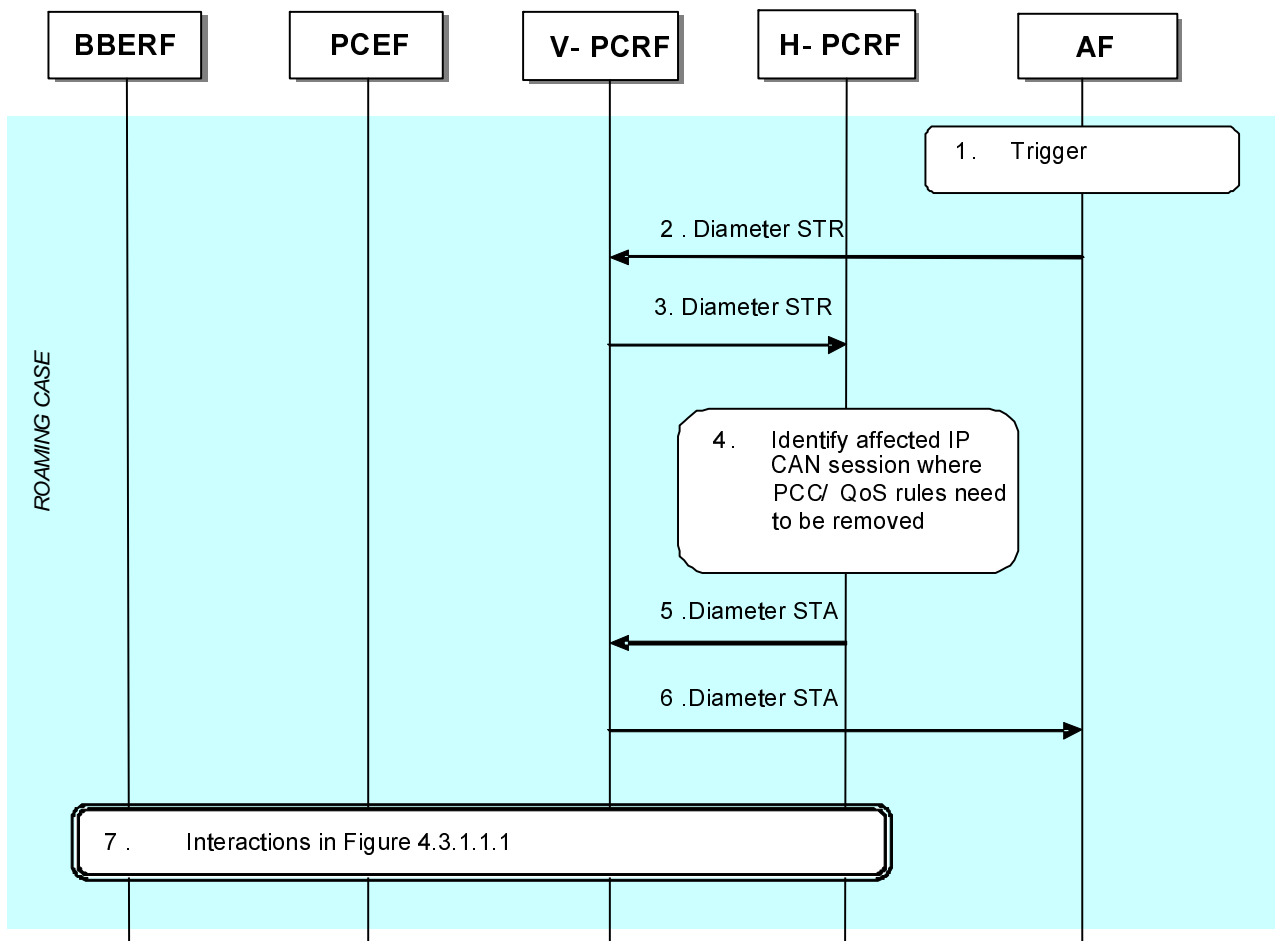 BBERF
PCEF
V- PCRF
H- PCRF
AF
1. Trigger
2 . Diameter STR
3. Diameter STR
ROAMING CASE
4. Identify affected IP
CAN session where
PCC/ QoS rules need
to be removed
5 .Diameter STA
6 .Diameter STA
7 . Interactions in Figure 4.3.1.1.1